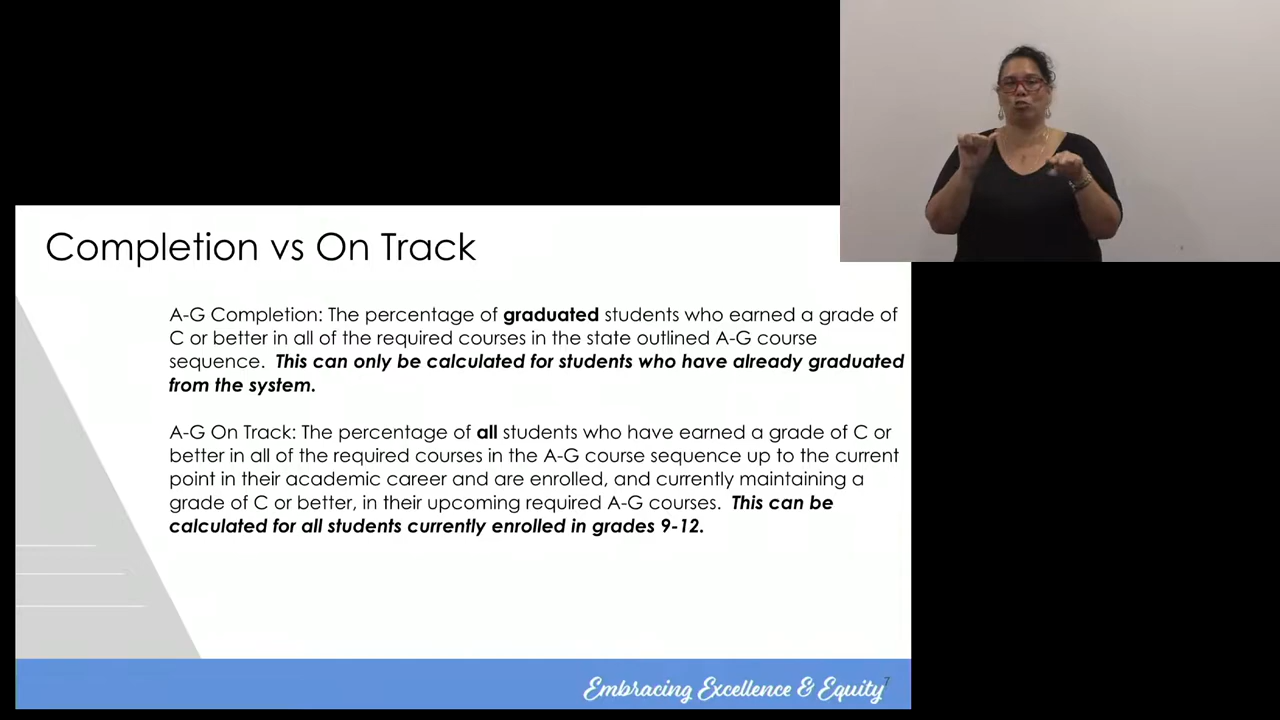 Completion vs On Track
A-G Completion: The percentage of graduated students who earned a grade of
C or better in all of the required courses in the state outlined A-G course
sequence.  This can only be calculated for students who have already graduated
from the system.
A-G On Track: The percentage of all students who have earned a grade of C or
better in all of the required courses in the A-G course sequence up to the current
point in their academic career and are enrolled, and currently maintaining a
grade of C or better, in their upcoming required A-G courses.  This can be
calculated for all students currently enrolled in grades 9-12.
Embracing Excellence & Equity
7